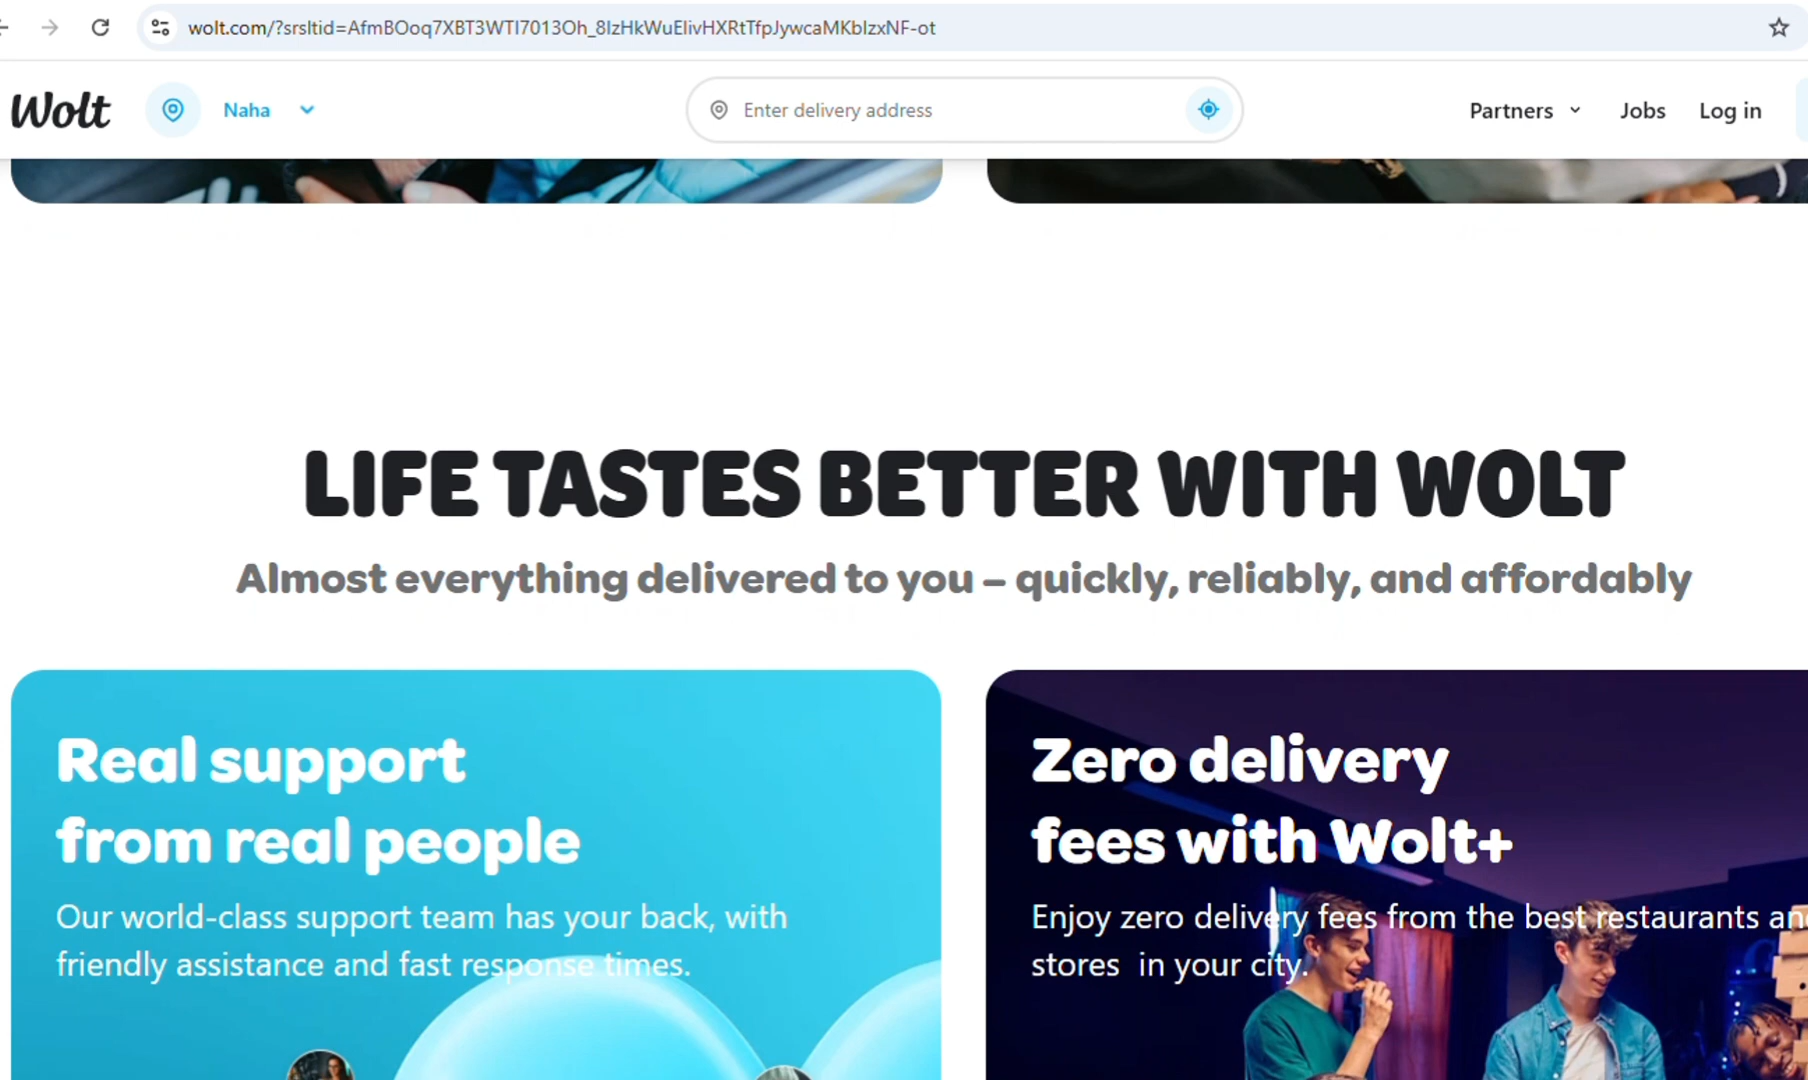 wolt.com/?srsltid=AfmBOoq7XBT3WTI7013Oh_8IzHkWuEIivHXRtTfpJywcaMKbIzxNF-ot
Wolt
Naha
Enter delivery address
Partners
Jobs
Log in
LIFE TASTES BETTER WITH WOLT
Almost everything delivered to you – quickly, reliably, and affordably
Real support
from real people
Our world-class support team has your back, with
friendly assistance and fast response times.
Zero delivery
fees with Wolt+
Enjoy zero delivery fees from the best restaurants an
stores in your city.